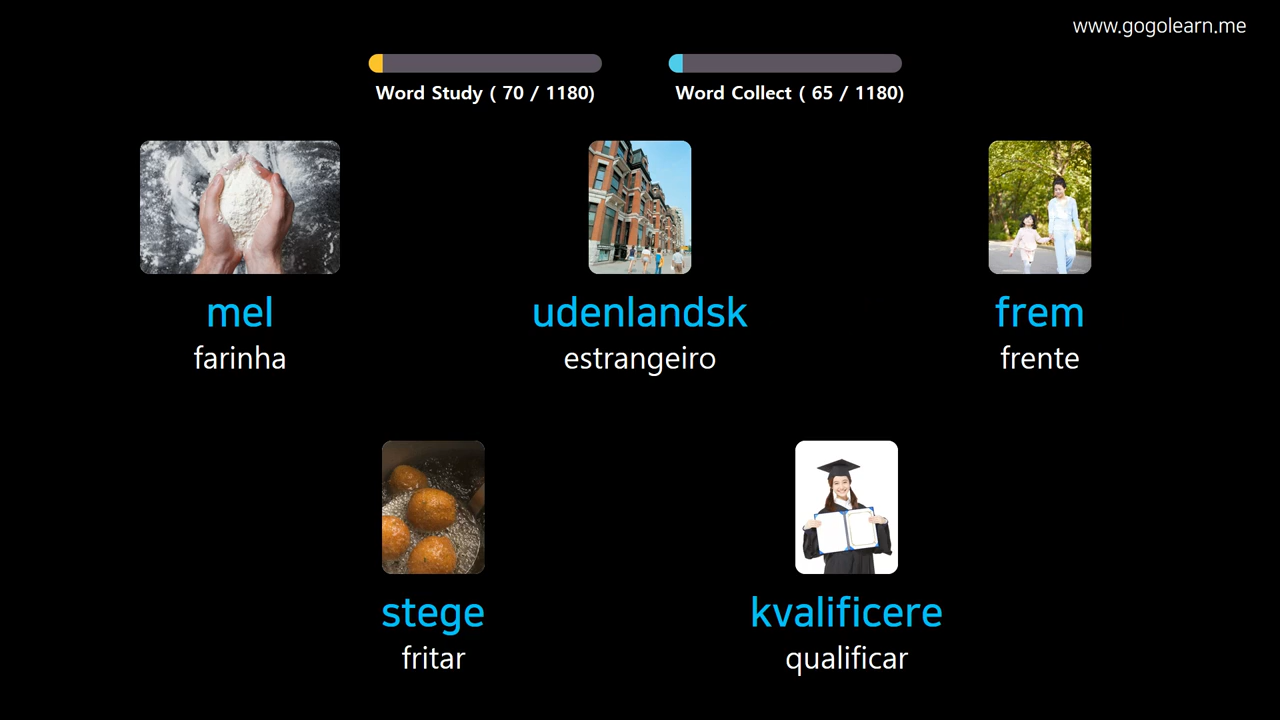 www.gogolearn.me
Word Study ( 70 / 1180)
Word Collect ( 65 / 1180)
mel
farinha
udenlandsk
estrangeiro
frem
frente
stege
fritar
kvalificere
qualificar